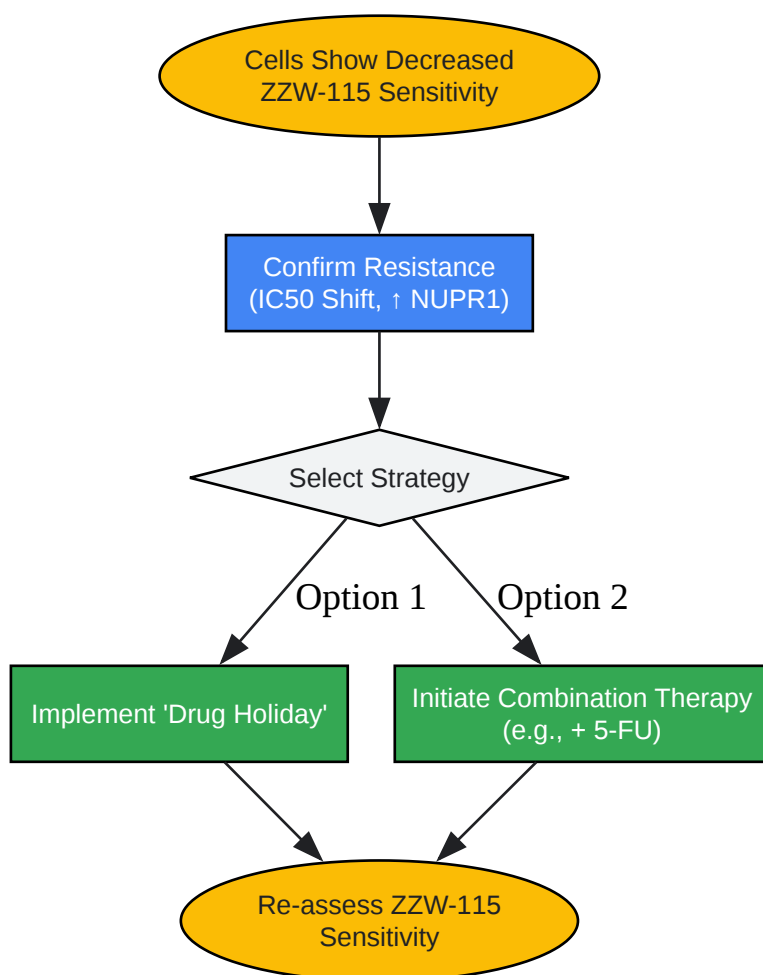 Cells Show Decreased
ZZW-115 Sensitivity
Confirm Resistance
(IC50 Shift, ↑ NUPR1)
Select Strategy
Option 1
Option 2
Implement 'Drug Holiday'
Initiate Combination Therapy
(e.g., + 5-FU)
Re-assess ZZW-115
Sensitivity